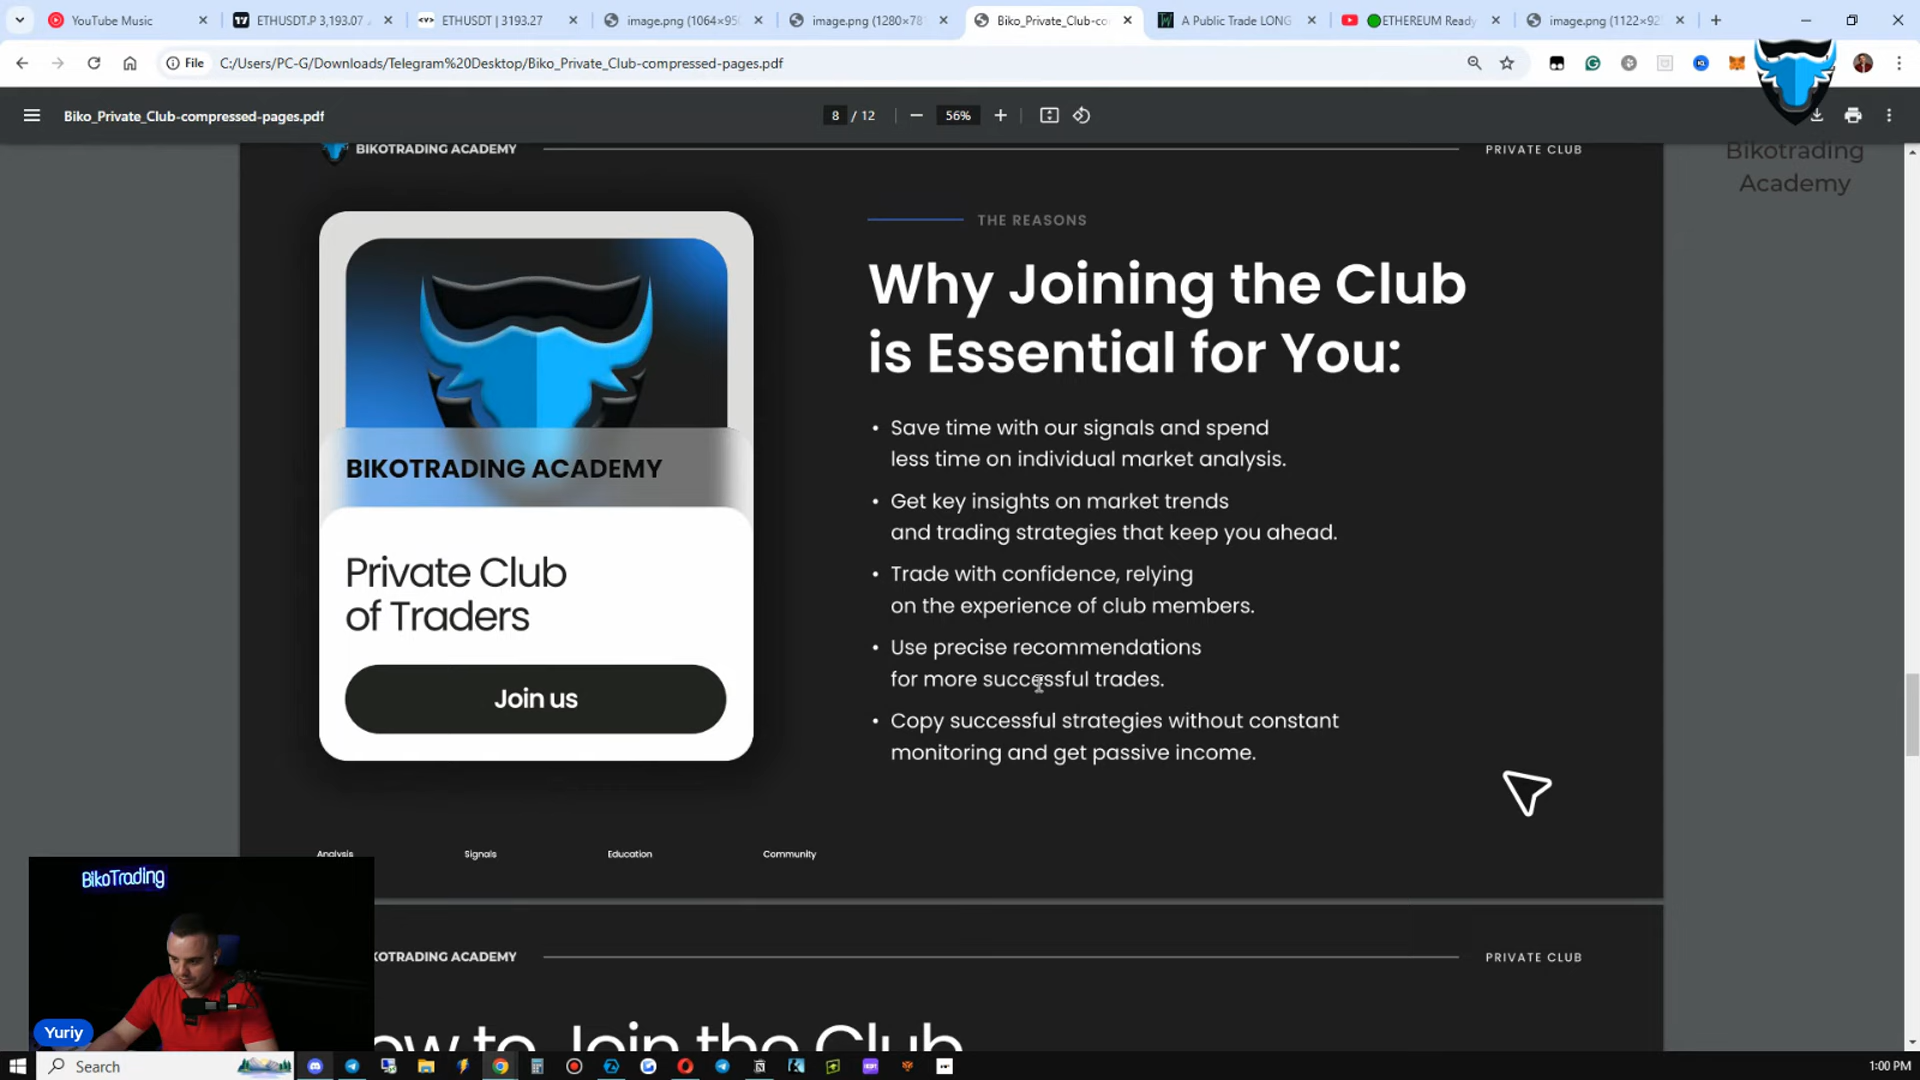 YouTube Music
ETHUSDT.P 3,193.07
ETHUSDT | 3193.27
image.png (1064×95
image.png (1280×78
Biko_Private_Club-co
A Public Trade LONG
ETHEREUM Ready
image.png (1122×92
File
C:/Users/PC-G/Downloads/Telegram%20Desktop/Biko_Private_Club-compressed-pages.pdf
Biko_Private_Club-compressed-pages.pdf
8 / 12
56%
BIKOTRADING ACADEMY
PRIVATE CLUB
Bikotrading
Academy
THE REASONS
Why Joining the Club
is Essential for You:
• Save time with our signals and spend
less time on individual market analysis.
• Get key insights on market trends
and trading strategies that keep you ahead.
• Trade with confidence, relying
on the experience of club members.
• Use precise recommendations
for more successful trades.
• Copy successful strategies without constant
monitoring and get passive income.
BIKOTRADING ACADEMY
Private Club
of Traders
Join us
Analysis
Signals
Education
Community
BikoTrading
Yuriy
KOTRADING ACADEMY
PRIVATE CLUB
ow to Join the Club
Search
1:00 PM